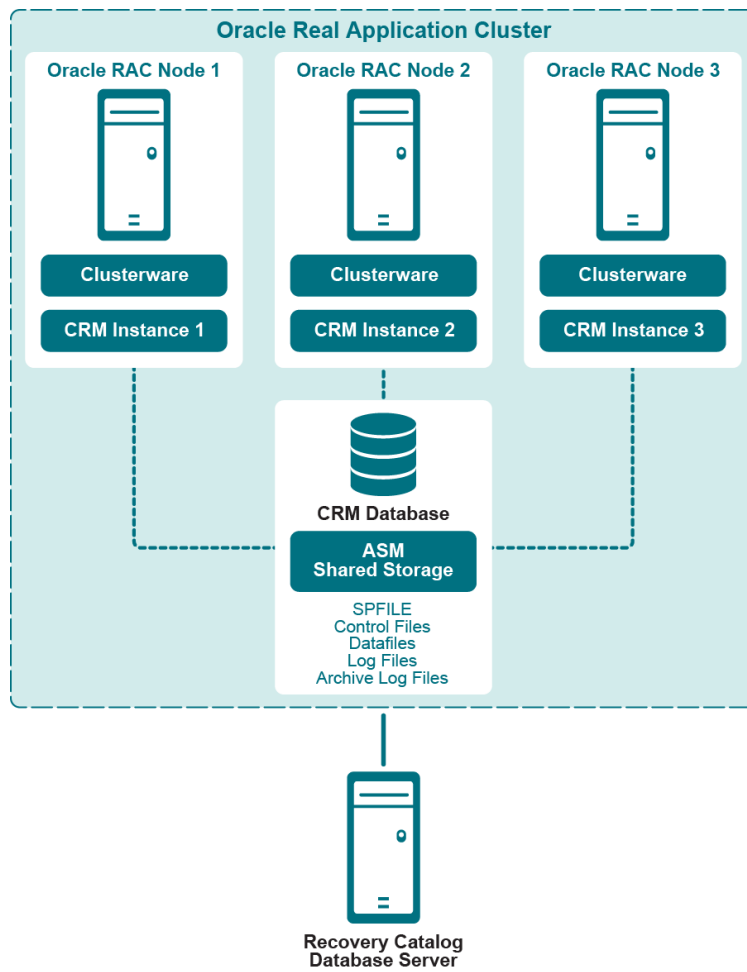 Oracle Real Application Cluster
Oracle RAC Node 1
Clusterware
CRM Instance 1
Oracle RAC Node 2
Clusterware
CRM Instance 2
Oracle RAC Node 3
Clusterware
CRM Instance 3
CRM Database
ASM
Shared Storage
SPFILE
Control Files
Datafiles
Log Files
Archive Log Files
Recovery Catalog
Database Server